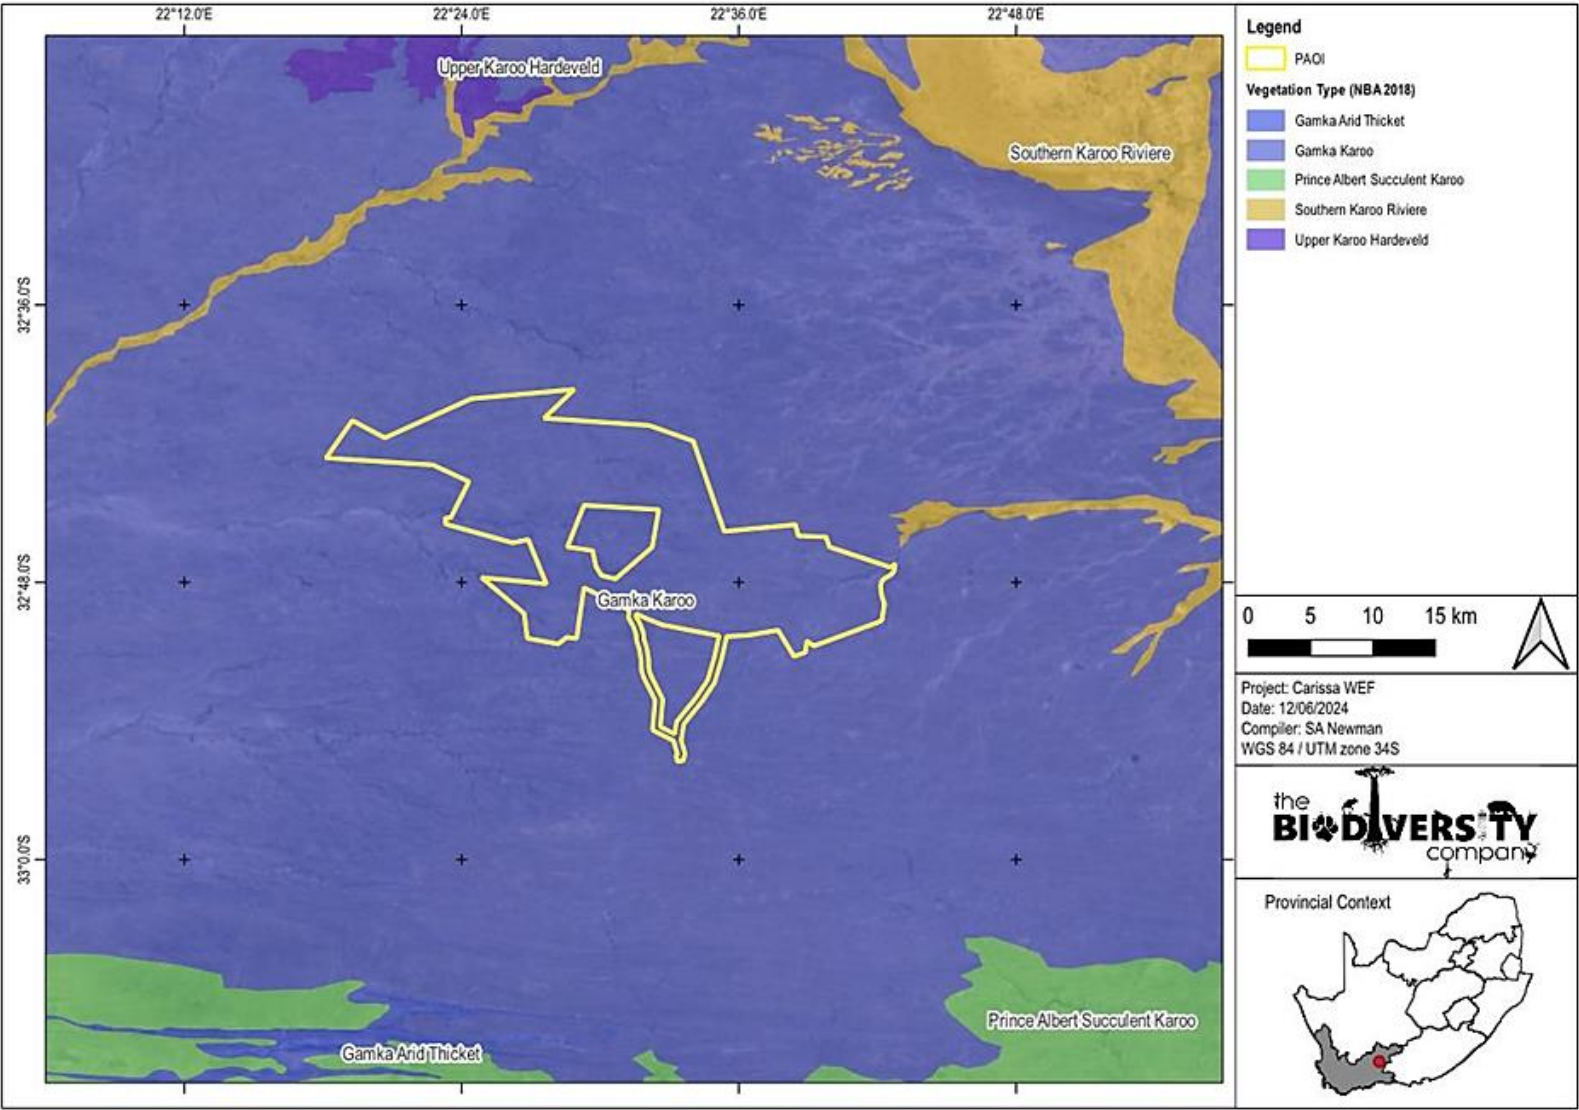 22°12.0'E 22°24.0'E 22°36.0'E 22°48.0'E
32°36.0'S
32°48.0'S
33°0.0'S
Upper Karoo Hardeveld
Southern Karoo Riviere
Gamka Karoo
Prince Albert Succulent Karoo
Gamka Arid Thicket
Legend
PAOI
Vegetation Type (NBA 2018)
Gamka Arid Thicket
Gamka Karoo
Prince Albert Succulent Karoo
Southern Karoo Riviere
Upper Karoo Hardeveld
0 5 10 15 km
Project: Carissa WEF
Date: 12/06/2024
Compiler: SA Newman
WGS 84 / UTM zone 34S
the
BIODIVERSITY
company
Provincial Context